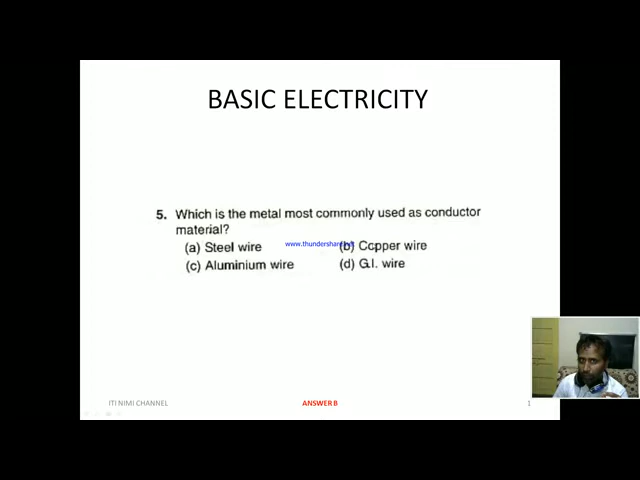 BASIC ELECTRICITY
5. Which is the metal most commonly used as conductor
material?
(a) Steel wire (b) Copper wire
www.thundershare.net
(c) Aluminium wire (d) G.I. wire
ITI NIMI CHANNEL ANSWER B 1